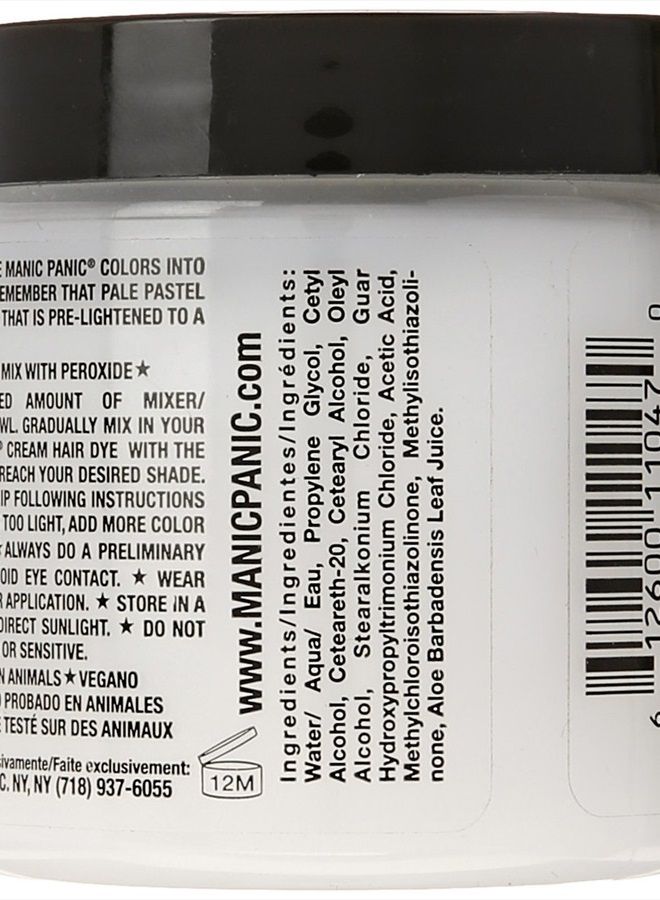 E MANIC PANIC® COLORS INTO
EMEMBER THAT PALE PASTEL
THAT IS PRE-LIGHTENED TO A
MIX WITH PEROXIDE★
ED AMOUNT OF MIXER/
WL. GRADUALLY MIX IN YOUR
® CREAM HAIR DYE WITH THE
REACH YOUR DESIRED SHADE.
IP FOLLOWING INSTRUCTIONS
TOO LIGHT, ADD MORE COLOR
ALWAYS DO A PRELIMINARY
OID EYE CONTACT. ★ WEAR
R APPLICATION. ★ STORE IN A
DIRECT SUNLIGHT. ★ DO NOT
OR SENSITIVE.
N ANIMALS★VEGANO
PROBADO EN ANIMALES
E TESTÉ SUR DES ANIMAUX
sivamente/Faite exclusivement:
C. NY, NY (718) 937-6055
12M
www.MANICPANIC.com
Ingredients/Ingredientes/Ingrédients:
Water/ Aqua/ Eau, Propylene Glycol, Cetyl
Alcohol, Ceteareth-20, Cetearyl Alcohol, Oleyl
Alcohol, Stearalkonium Chloride, Guar
Hydroxypropyltrimonium Chloride, Acetic Acid,
Methylchloroisothiazolinone, Methylisothiazoli-
none, Aloe Barbadensis Leaf Juice.
6 12600 11047 0